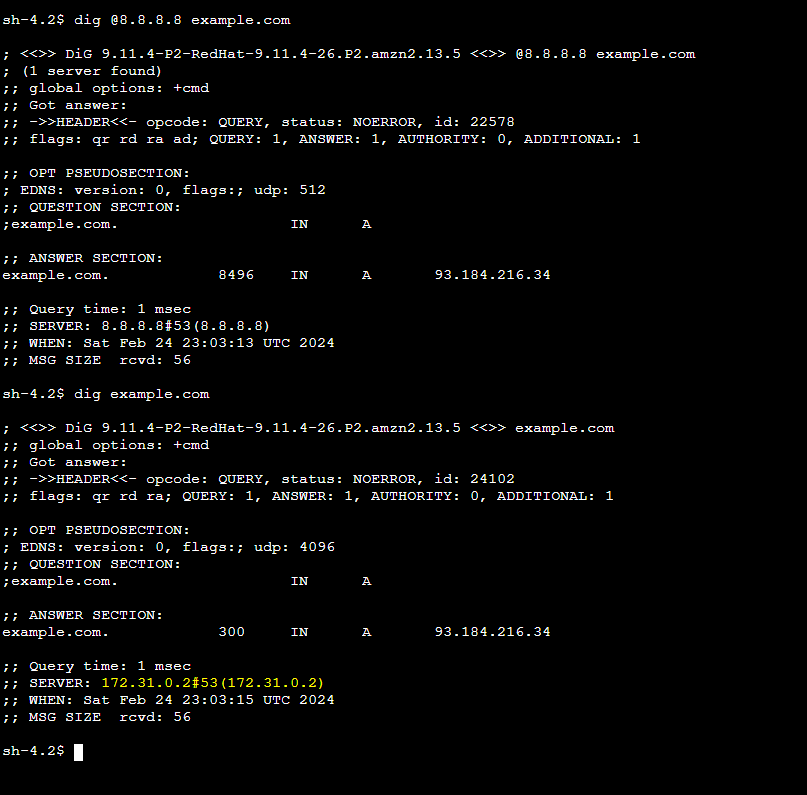 sh-4.2$ dig @8.8.8.8 example.com
; <<>> DiG 9.11.4-P2-RedHat-9.11.4-26.P2.amzn2.13.5 <<>> @8.8.8.8 example.com
; (1 server found)
;; global options: +cmd
;; Got answer:
;; ->>HEADER<<- opcode: QUERY, status: NOERROR, id: 22578
;; flags: qr rd ra ad; QUERY: 1, ANSWER: 1, AUTHORITY: 0, ADDITIONAL: 1
;; OPT PSEUDOSECTION:
; EDNS: version: 0, flags:; udp: 512
;; QUESTION SECTION:
;example.com. IN A
;; ANSWER SECTION:
example.com. 8496 IN A 93.184.216.34
;; Query time: 1 msec
;; SERVER: 8.8.8.8#53(8.8.8.8)
;; WHEN: Sat Feb 24 23:03:13 UTC 2024
;; MSG SIZE rcvd: 56
sh-4.2$ dig example.com
; <<>> DiG 9.11.4-P2-RedHat-9.11.4-26.P2.amzn2.13.5 <<>> example.com
;; global options: +cmd
;; Got answer:
;; ->>HEADER<<- opcode: QUERY, status: NOERROR, id: 24102
;; flags: qr rd ra; QUERY: 1, ANSWER: 1, AUTHORITY: 0, ADDITIONAL: 1
;; OPT PSEUDOSECTION:
; EDNS: version: 0, flags:; udp: 4096
;; QUESTION SECTION:
;example.com. IN A
;; ANSWER SECTION:
example.com. 300 IN A 93.184.216.34
;; Query time: 1 msec
;; SERVER: 172.31.0.2#53(172.31.0.2)
;; WHEN: Sat Feb 24 23:03:15 UTC 2024
;; MSG SIZE rcvd: 56
sh-4.2$